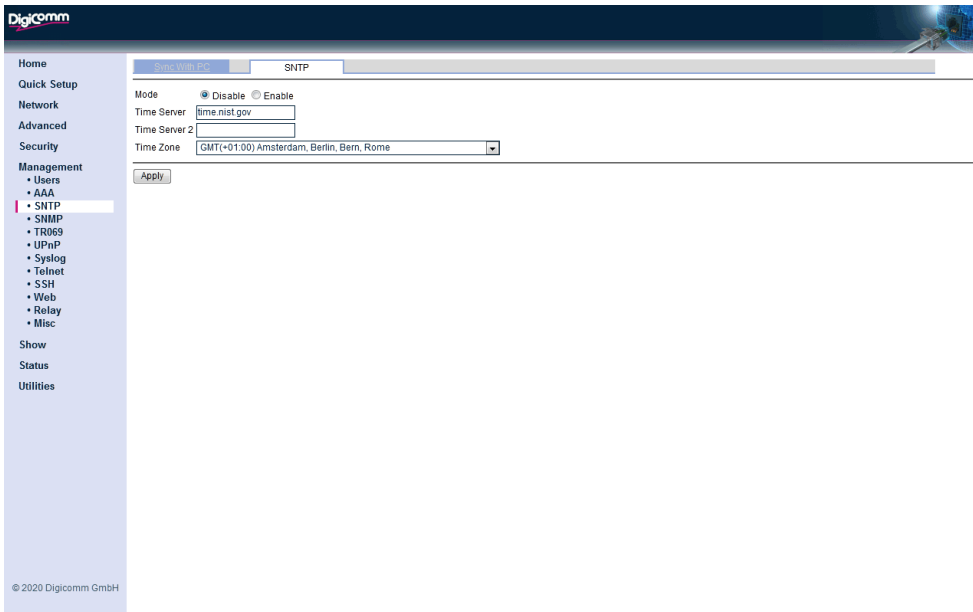 Digicomm
Home
Quick Setup
Network
Advanced
Security
Management
• Users
• AAA
• SNTP
• SNMP
• TR069
• UPnP
• Syslog
• Telnet
• SSH
• Web
• Relay
• Misc
Show
Status
Utilities
© 2020 Digicomm GmbH
Sync With PC SNTP
Mode Disable Enable
Time Server time.nist.gov
Time Server 2
Time Zone GMT(+01:00) Amsterdam, Berlin, Bern, Rome
Apply